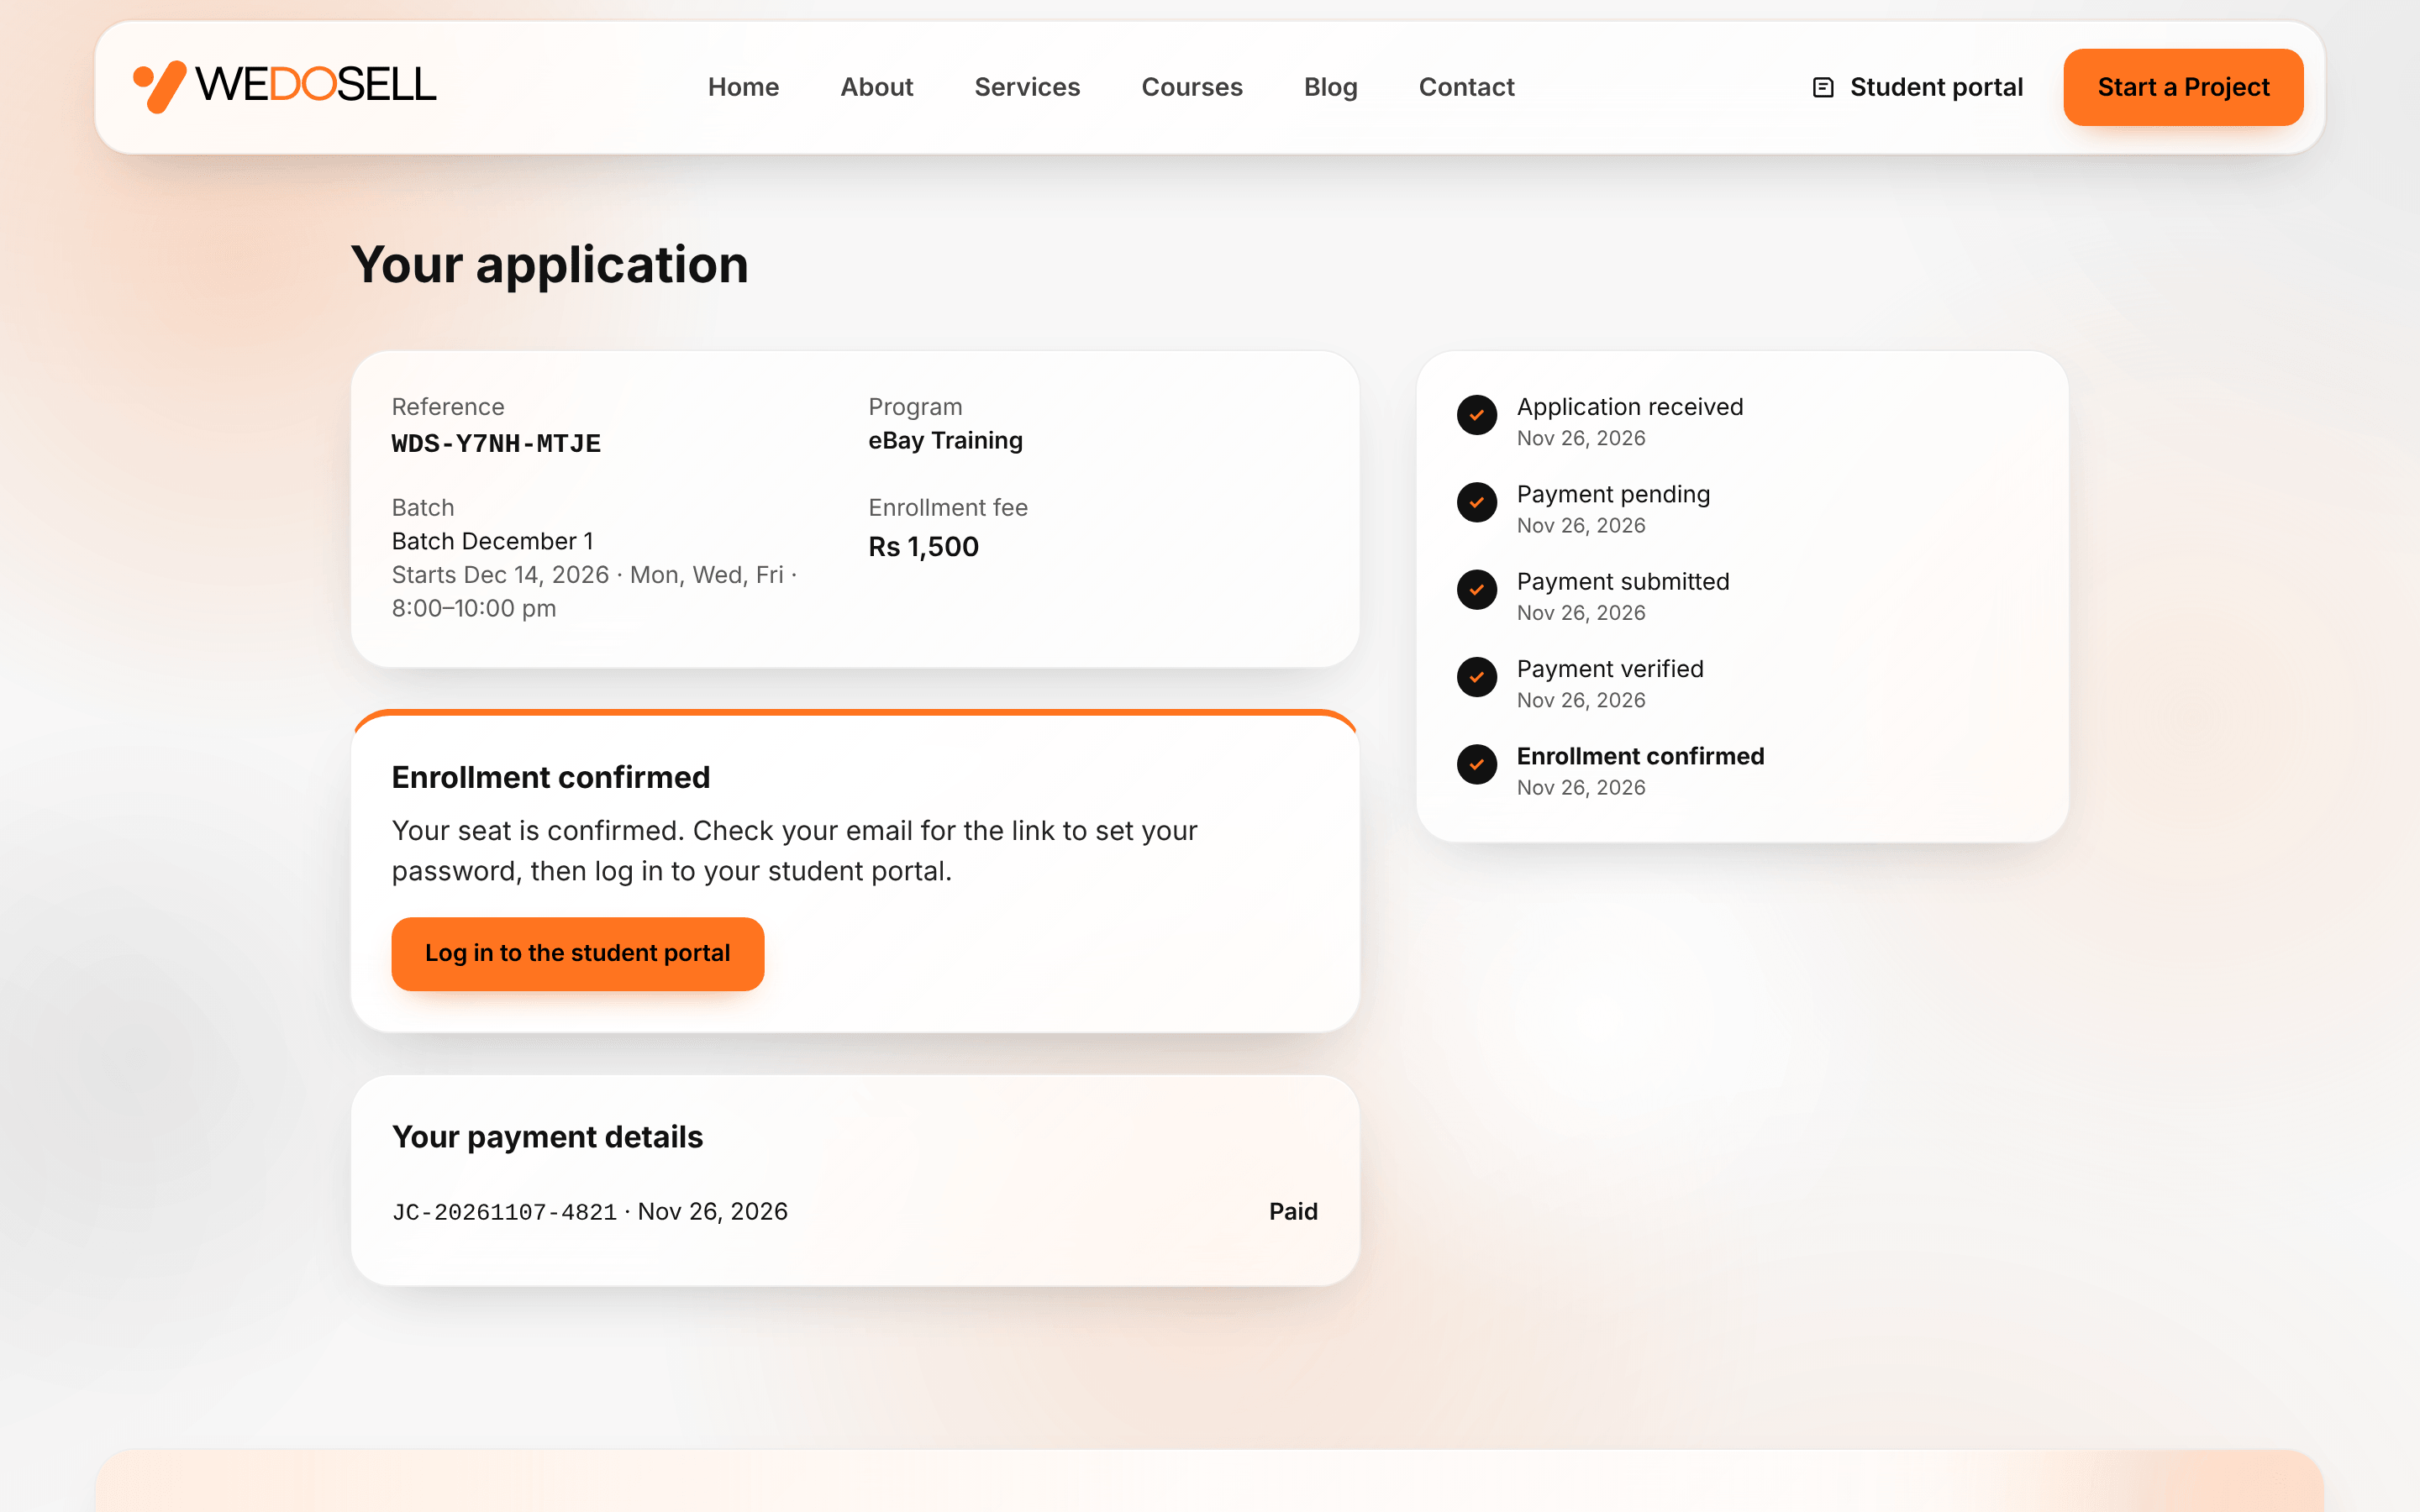 WEDOSELL
Home
About
Services
Courses
Blog
Contact
Student portal
Start a Project
Your application
Reference
WDS-Y7NH-MTJE
Program
eBay Training
Batch
Batch December 1
Starts Dec 14, 2026 · Mon, Wed, Fri ·
8:00–10:00 pm
Enrollment fee
Rs 1,500
Enrollment confirmed
Your seat is confirmed. Check your email for the link to set your
password, then log in to your student portal.
Log in to the student portal
Your payment details
JC-20261107-4821 · Nov 26, 2026
Paid
Application received
Nov 26, 2026
Payment pending
Nov 26, 2026
Payment submitted
Nov 26, 2026
Payment verified
Nov 26, 2026
Enrollment confirmed
Nov 26, 2026